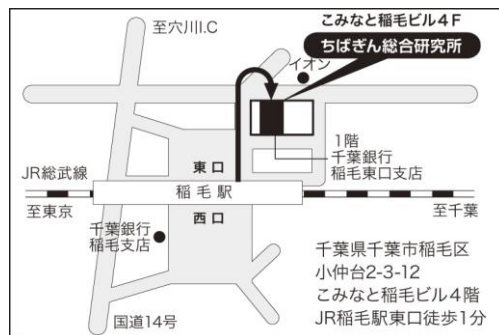 至穴川I.C
こみなと稲毛ビル4F
ちばぎん総合研究所
イオン
1階
千葉銀行
稲毛東口支店
東口
JR総武線
稲毛駅
至東京
西口
至千葉
千葉銀行
稲毛支店
国道14号
千葉県千葉市稲毛区
小仲台2-3-12
こみなと稲毛ビル4階
JR稲毛駅東口徒歩1分